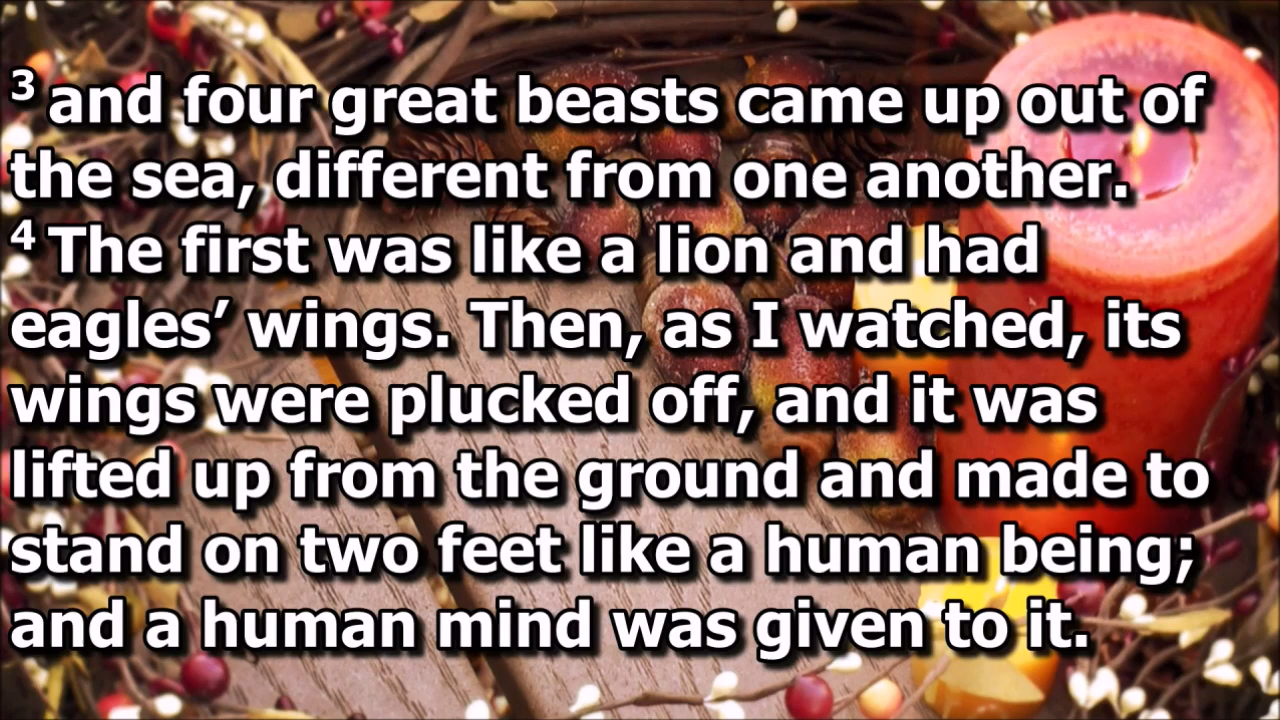 3 and four great beasts came up out of
the sea, different from one another.
4 The first was like a lion and had
eagles’ wings. Then, as I watched, its
wings were plucked off, and it was
lifted up from the ground and made to
stand on two feet like a human being;
and a human mind was given to it.